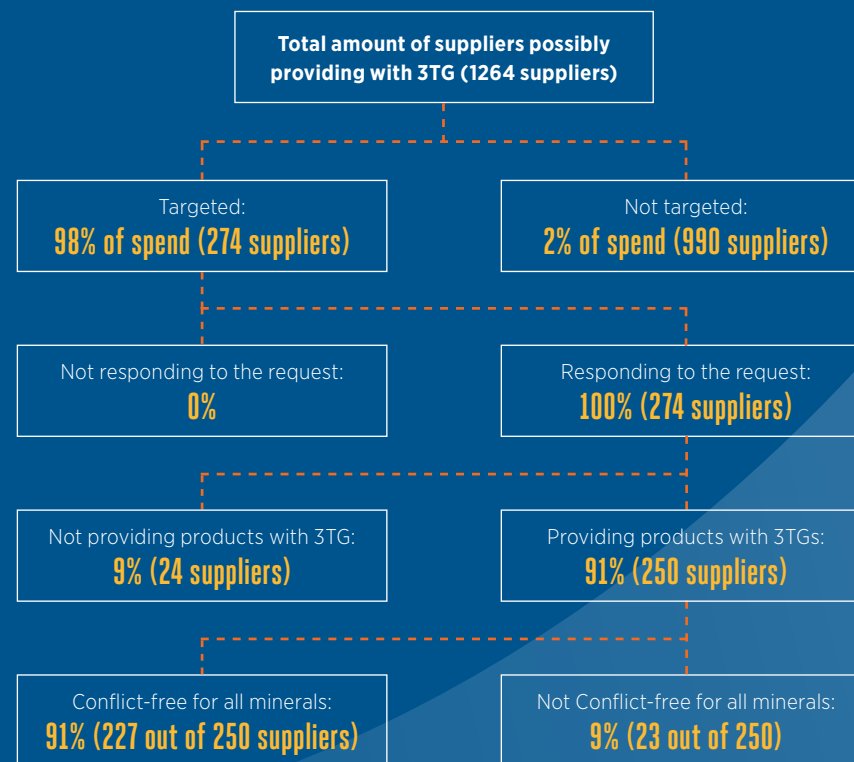 Total amount of suppliers possibly
providing with 3TG (1264 suppliers)
Targeted:
98% of spend (274 suppliers)
Not targeted:
2% of spend (990 suppliers)
Not responding to the request:
0%
Responding to the request:
100% (274 suppliers)
Not providing products with 3TG:
9% (24 suppliers)
Providing products with 3TGs:
91% (250 suppliers)
Conflict-free for all minerals:
91% (227 out of 250 suppliers)
Not Conflict-free for all minerals:
9% (23 out of 250)